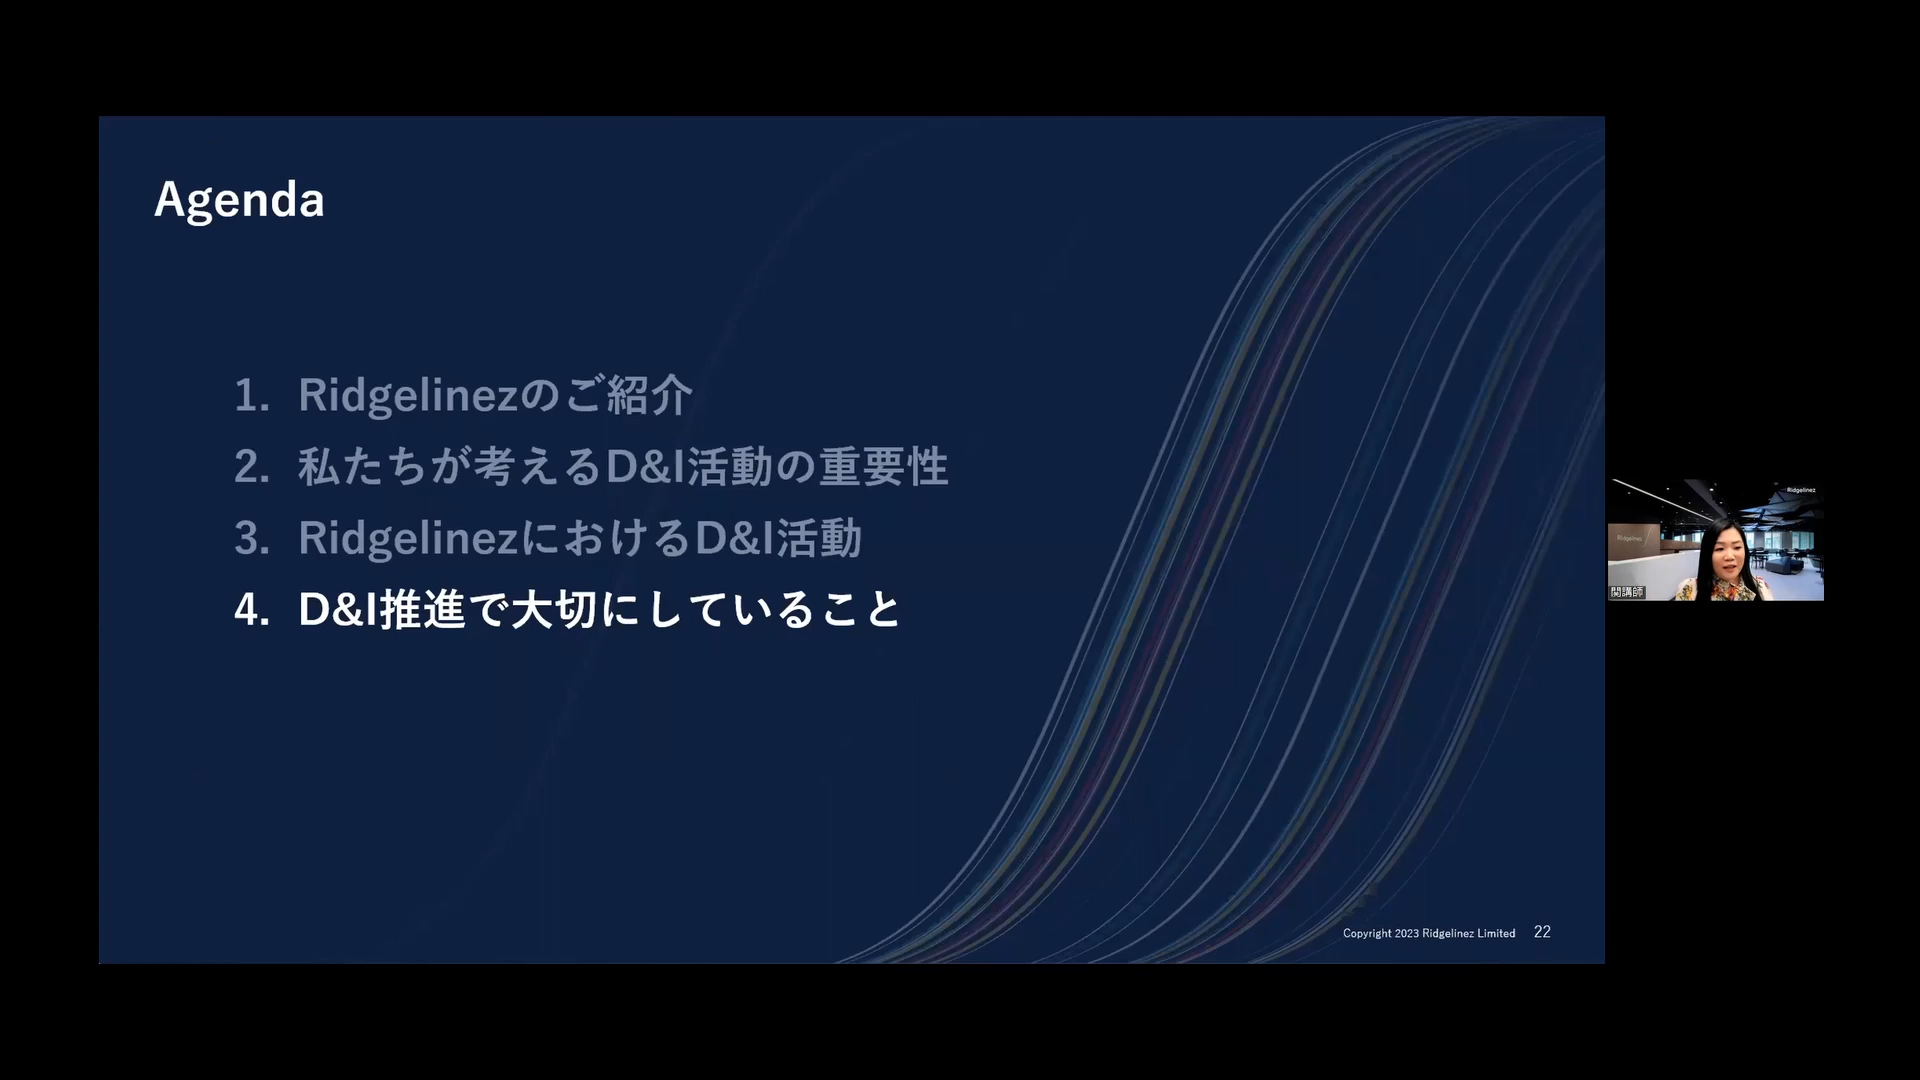 Agenda
1. Ridgelinezのご紹介
2. 私たちが考えるD&I活動の重要性
3. RidgelinezにおけるD&I活動
4. D&I推進で大切にしていること
Ridgelinez
Ridgelinez
関講師
Copyright 2023 Ridgelinez Limited 22